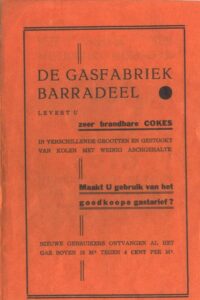 DE GASFABRIEK
BARRADEEL
LEVERT U
zeer brandbare COKES
IN VERSCHILLENDE GROOTTEN EN GESTOOKT
VAN KOLEN MET WEINIG ASCHGEHALTE
Maakt U gebruik van het
goedkoope gastarief?
NIEUWE GEBRUIKERS ONTVANGEN AL HET
GAS BOVEN 15 M³. TEGEN 6 CENT PER M³.